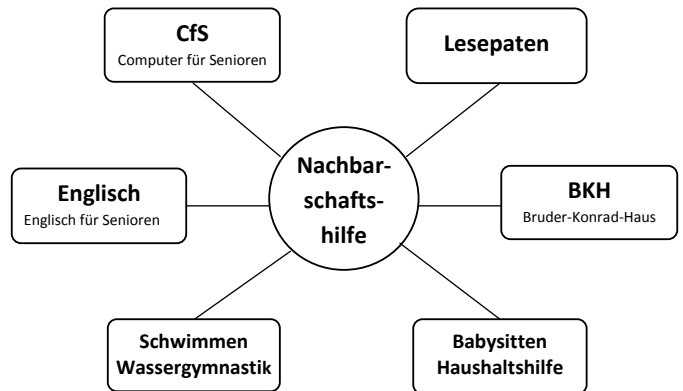 CfS
Computer für Senioren
Lesepaten
Nachbar-
schafts-
hilfe
Englisch
Englisch für Senioren
BKH
Bruder-Konrad-Haus
Schwimmen
Wassergymnastik
Babysitten
Haushaltshilfe